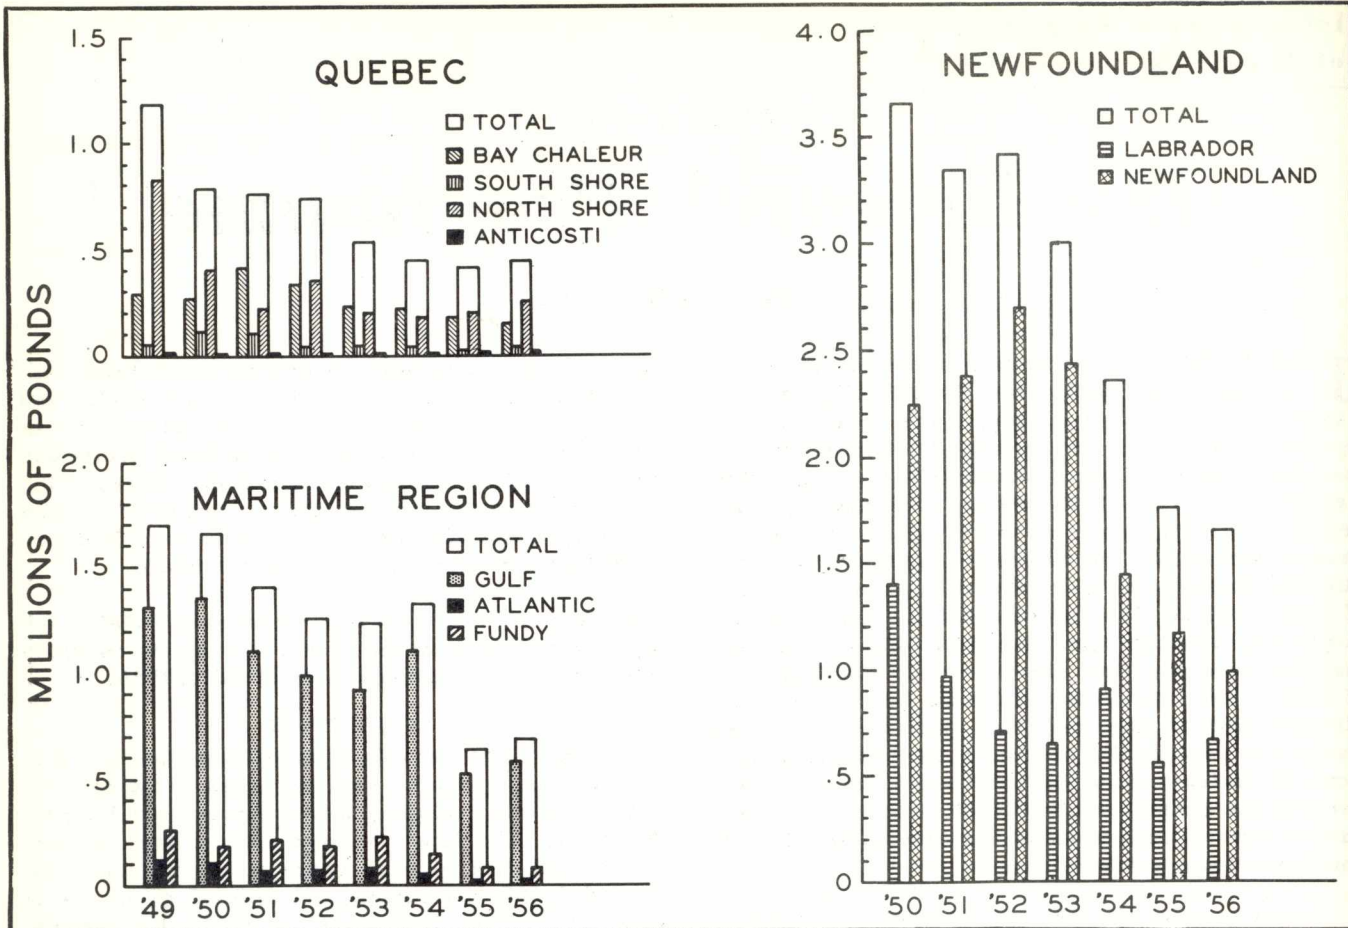 MILLIONS OF POUNDS
QUEBEC
TOTAL
BAY CHALEUR
SOUTH SHORE
NORTH SHORE
ANTICOSTI
1.5
1.0
.5
0
MARITIME REGION
TOTAL
GULF
ATLANTIC
FUNDY
2.0
1.5
1.0
.5
0
'49 '50 '51 '52 '53 '54 '55 '56
NEWFOUNDLAND
TOTAL
LABRADOR
NEWFOUNDLAND
4.0
3.5
3.0
2.5
2.0
1.5
1.0
.5
0
'50 '51 '52 '53 '54 '55 '56